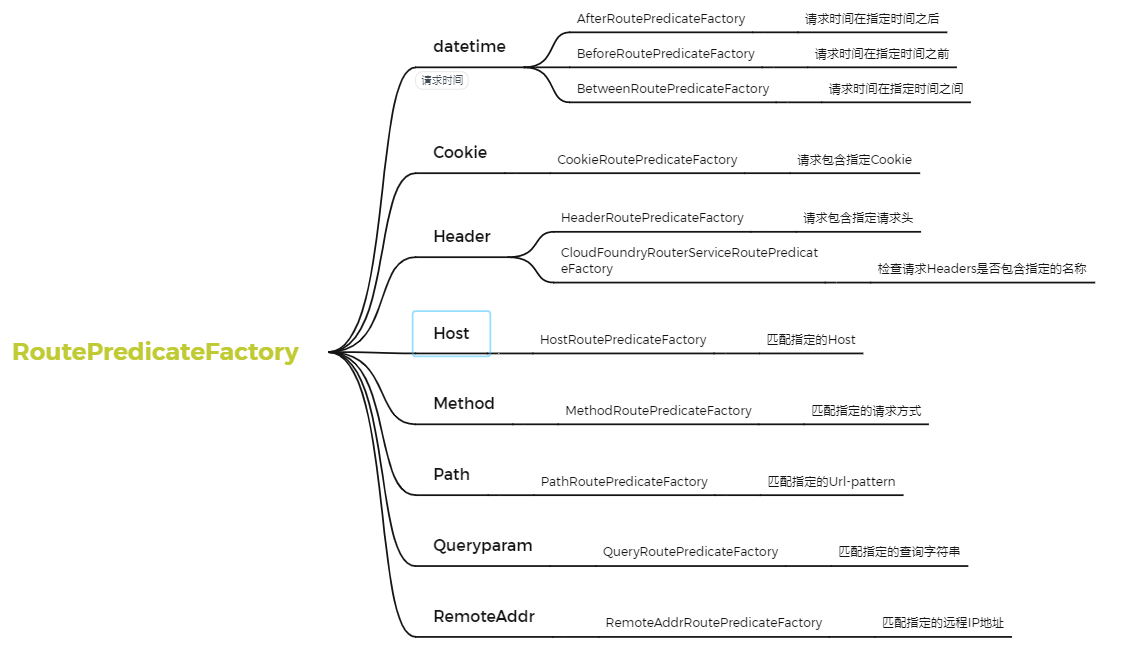 RoutePredicateFactory
datetime
请求时间
AfterRoutePredicateFactory
请求时间在指定时间之后
BeforeRoutePredicateFactory
请求时间在指定时间之前
BetweenRoutePredicateFactory
请求时间在指定时间之间
Cookie
CookieRoutePredicateFactory
请求包含指定Cookie
Header
HeaderRoutePredicateFactory
请求包含指定请求头
CloudFoundryRouterServiceRoutePredicat
eFactory
检查请求Headers是否包含指定的名称
Host
HostRoutePredicateFactory
匹配指定的Host
Method
MethodRoutePredicateFactory
匹配指定的请求方式
Path
PathRoutePredicateFactory
匹配指定的Url-pattern
Queryparam
QueryRoutePredicateFactory
匹配指定的查询字符串
RemoteAddr
RemoteAddrRoutePredicateFactory
匹配指定的远程IP地址